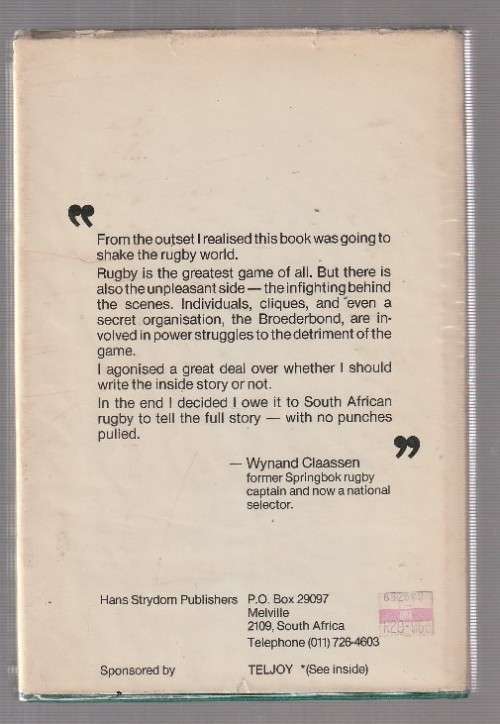 “
From the outset I realised this book was going to
shake the rugby world.
Rugby is the greatest game of all. But there is
also the unpleasant side — the infighting behind
the scenes. Individuals, cliques, and even a
secret organisation, the Broederbond, are in-
volved in power struggles to the detriment of the
game.
I agonised a great deal over whether I should
write the inside story or not.
In the end I decided I owe it to South African
rugby to tell the full story — with no punches
pulled.
”
— Wynand Claassen
former Springbok rugby
captain and now a national
selector.
Hans Strydom Publishers P.O. Box 29097
Melville
2109, South Africa
Telephone (011) 726-4603
Sponsored by TELJOY *(See inside)